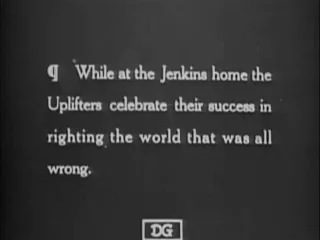 ¶ While at the Jenkins home the
Uplifters celebrate their success in
righting the world that was all
wrong.
DG